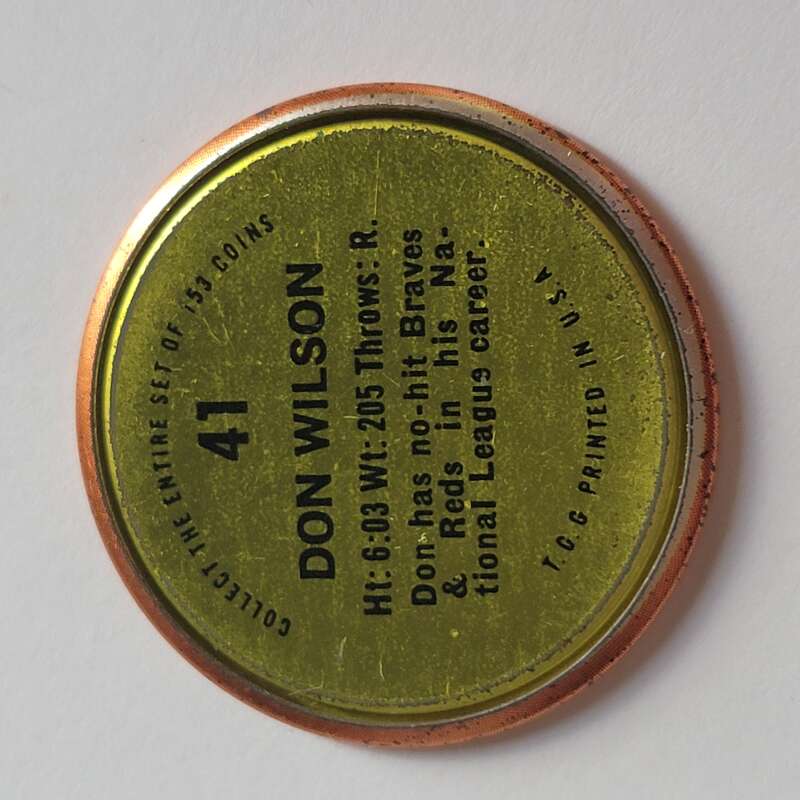 COLLECT THE ENTIRE SET OF 153 COINS
41
DON WILSON
Ht: 6:03 Wt: 205 Throws: R.
Don has no-hit Braves
& Reds in his Na-
tional League career.
T.C.G PRINTED IN U.S.A